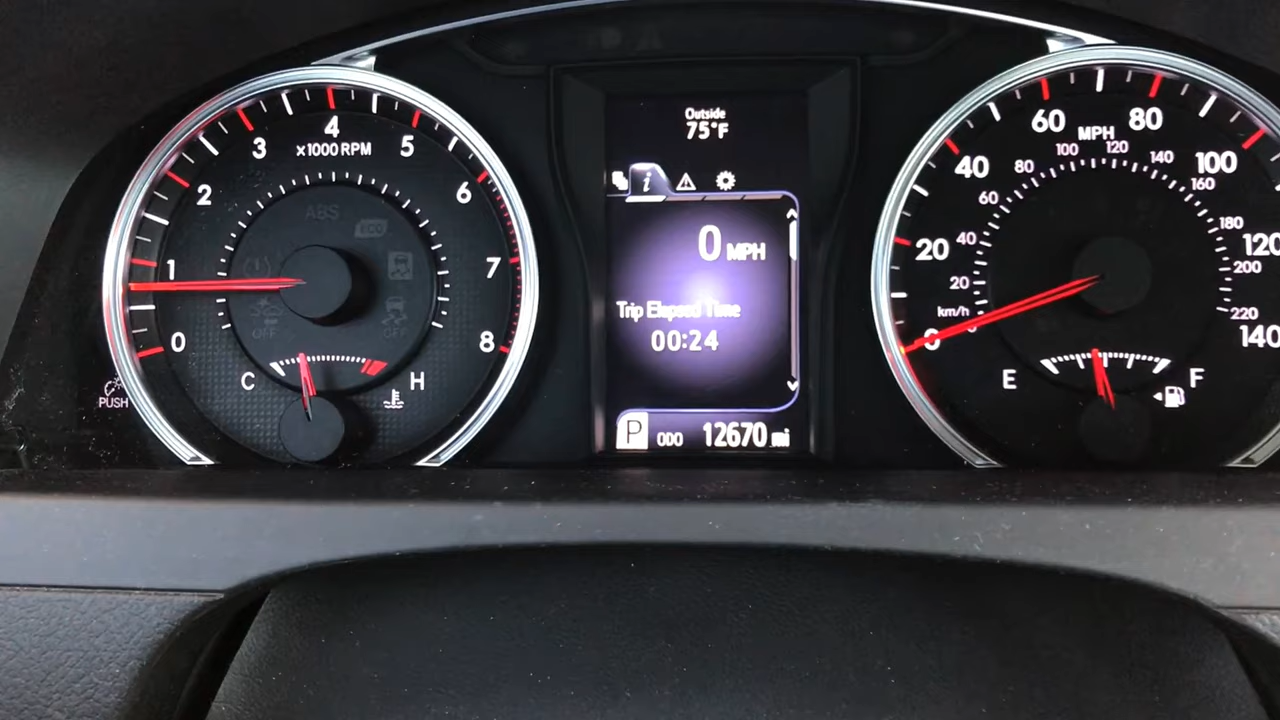 Outside
75°F
0 MPH
Trip Elapsed Time
00:24
P ODO 12670 mi
0
1
2
3
4
5
6
7
8
x1000 RPM
ABS
ECO
OFF
OFF
C
H
PUSH
0
20
40
60
80
100
120
140
MPH
km/h
20
40
60
80
100
120
140
160
180
200
220
E
F